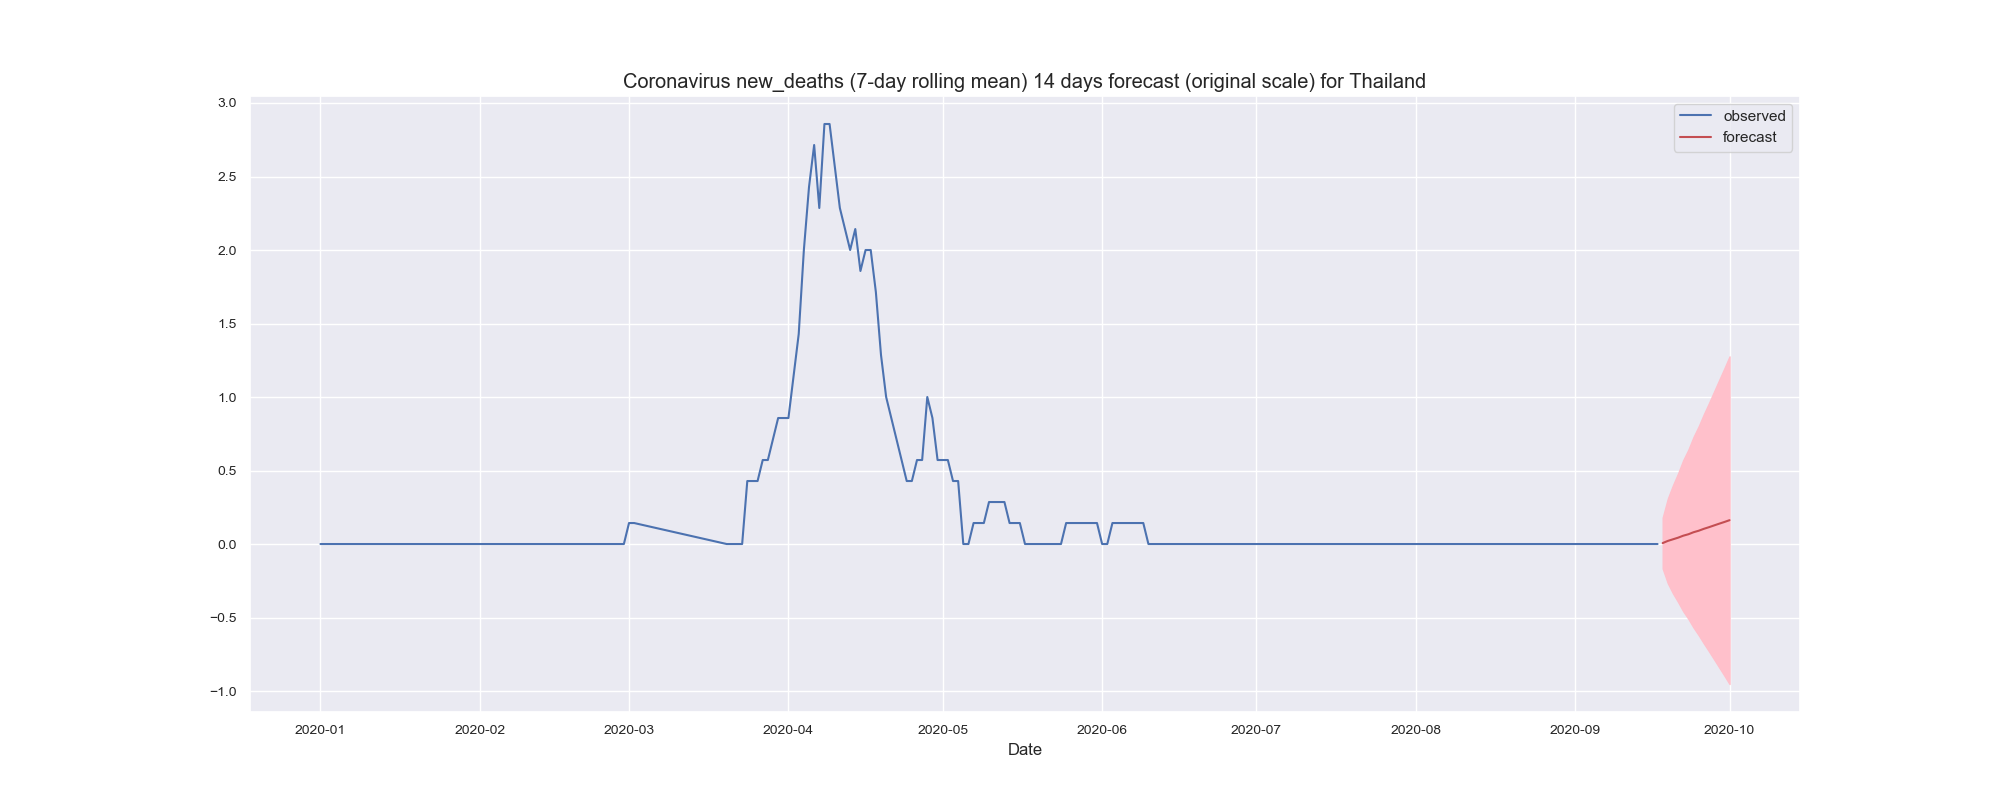 Coronavirus new_deaths (7-day rolling mean) 14 days forecast (original scale) for Thailand
observed
forecast
3.0
2.5
2.0
1.5
1.0
0.5
0.0
−0.5
−1.0
2020-01 2020-02 2020-03 2020-04 2020-05 2020-06 2020-07 2020-08 2020-09 2020-10
Date